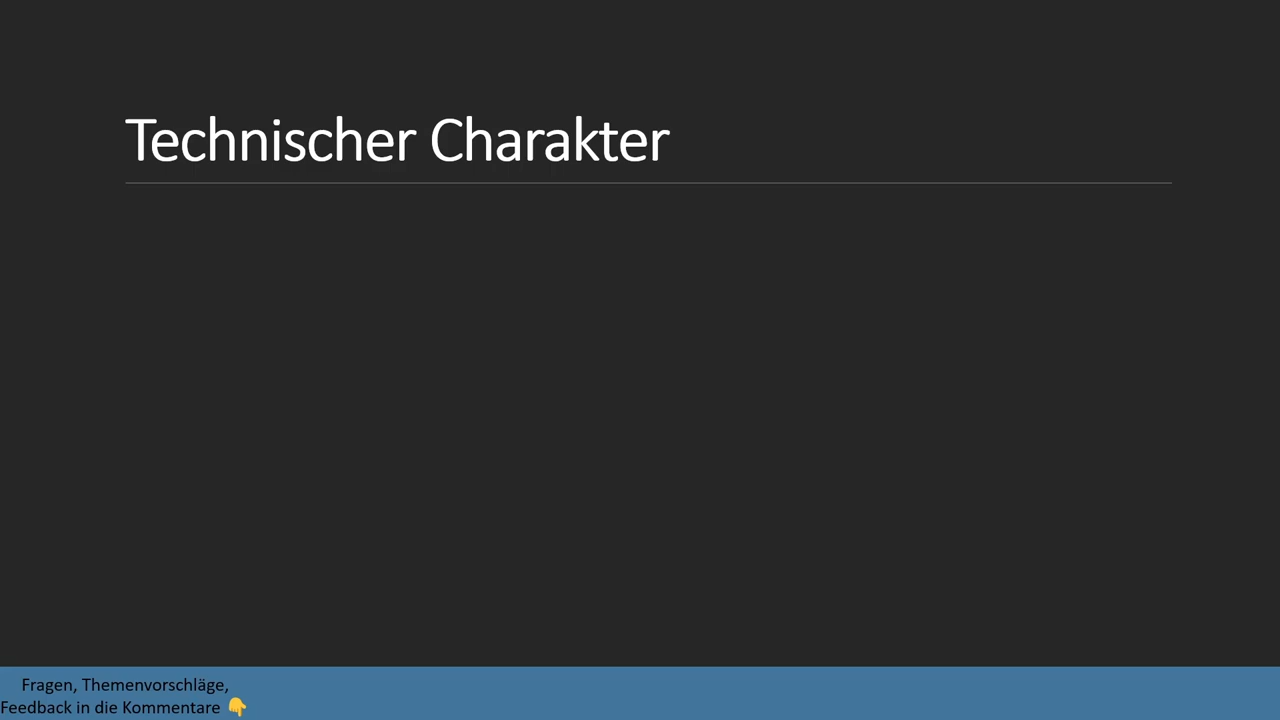 Technischer Charakter
Fragen, Themenvorschläge,
Feedback in die Kommentare 👇